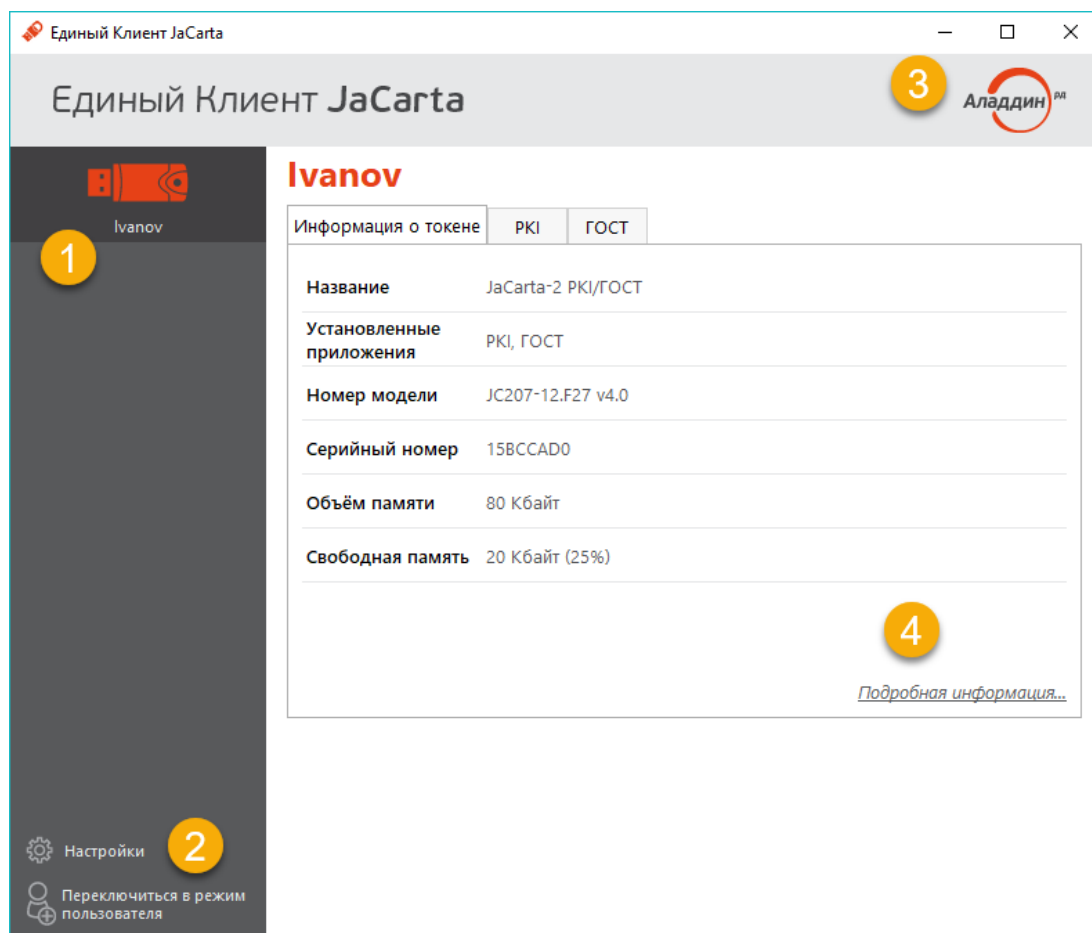 Единый Клиент JaCarta
Единый Клиент JaCarta
3
Аладдин РД
Ivanov
1
Ivanov
Информация о токене
PKI
ГОСТ
Название
JaCarta-2 PKI/ГОСТ
Установленные
приложения
PKI, ГОСТ
Номер модели
JC207-12.F27 v4.0
Серийный номер
15BCCAD0
Объём памяти
80 Кбайт
Свободная память
20 Кбайт (25%)
4
Подробная информация...
Настройки
2
Переключиться в режим
пользователя